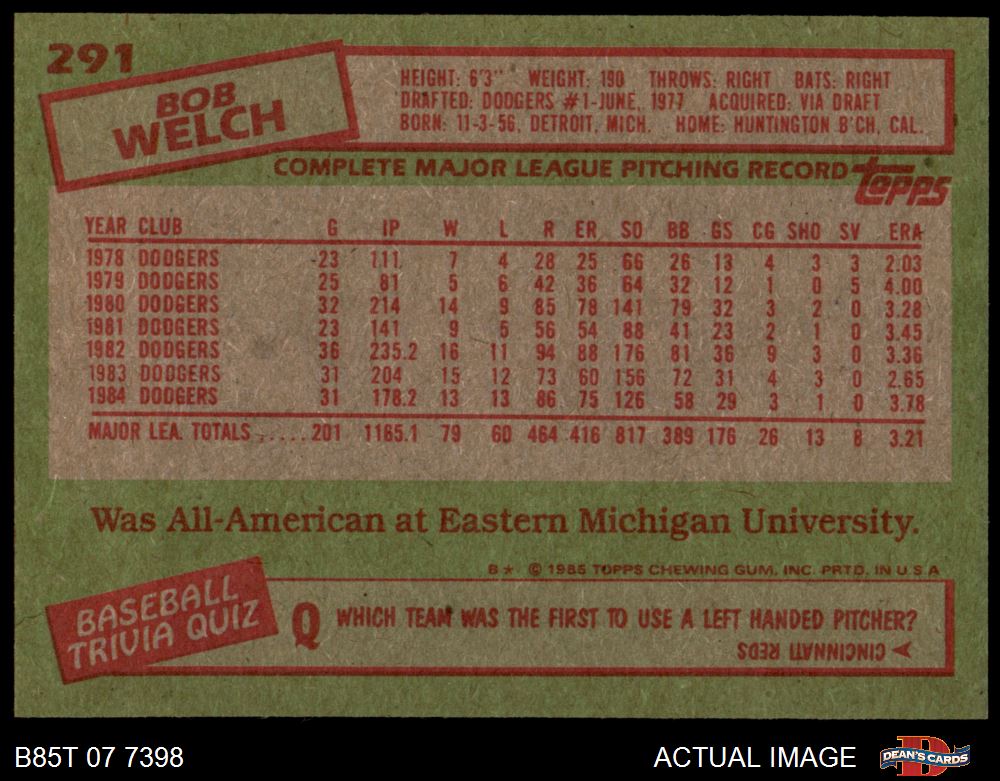 291
BOB
WELCH
HEIGHT: 6'3" WEIGHT: 190 THROWS: RIGHT BATS: RIGHT
DRAFTED: DODGERS #1-JUNE, 1977 ACQUIRED: VIA DRAFT
BORN: 11-3-56, DETROIT, MICH. HOME: HUNTINGTON B'CH, CAL.
COMPLETE MAJOR LEAGUE PITCHING RECORD
Topps
YEAR CLUB G IP W L R ER SO BB GS CG SHO SV ERA
1978 DODGERS 23 111 7 4 28 25 66 26 13 4 3 3 2.03
1979 DODGERS 25 81 5 6 42 36 64 32 12 1 0 5 4.00
1980 DODGERS 32 214 14 9 85 78 141 79 32 3 2 0 3.28
1981 DODGERS 23 141 9 5 56 54 88 41 23 2 1 0 3.45
1982 DODGERS 36 235.2 16 11 94 88 176 81 36 9 3 0 3.36
1983 DODGERS 31 204 15 12 73 60 156 72 31 4 3 0 2.65
1984 DODGERS 31 178.2 13 13 86 75 126 58 29 3 1 0 3.78
MAJOR LEA. TOTALS ...... 201 1165.1 79 60 464 416 817 389 176 26 13 8 3.21
Was All-American at Eastern Michigan University.
B* © 1985 TOPPS CHEWING GUM, INC. PRTD. IN U S A
BASEBALL
TRIVIA QUIZ
Q WHICH TEAM WAS THE FIRST TO USE A LEFT HANDED PITCHER?
CINCINNATI REDS
B85T 07 7398
ACTUAL IMAGE
DEAN'S CARDS